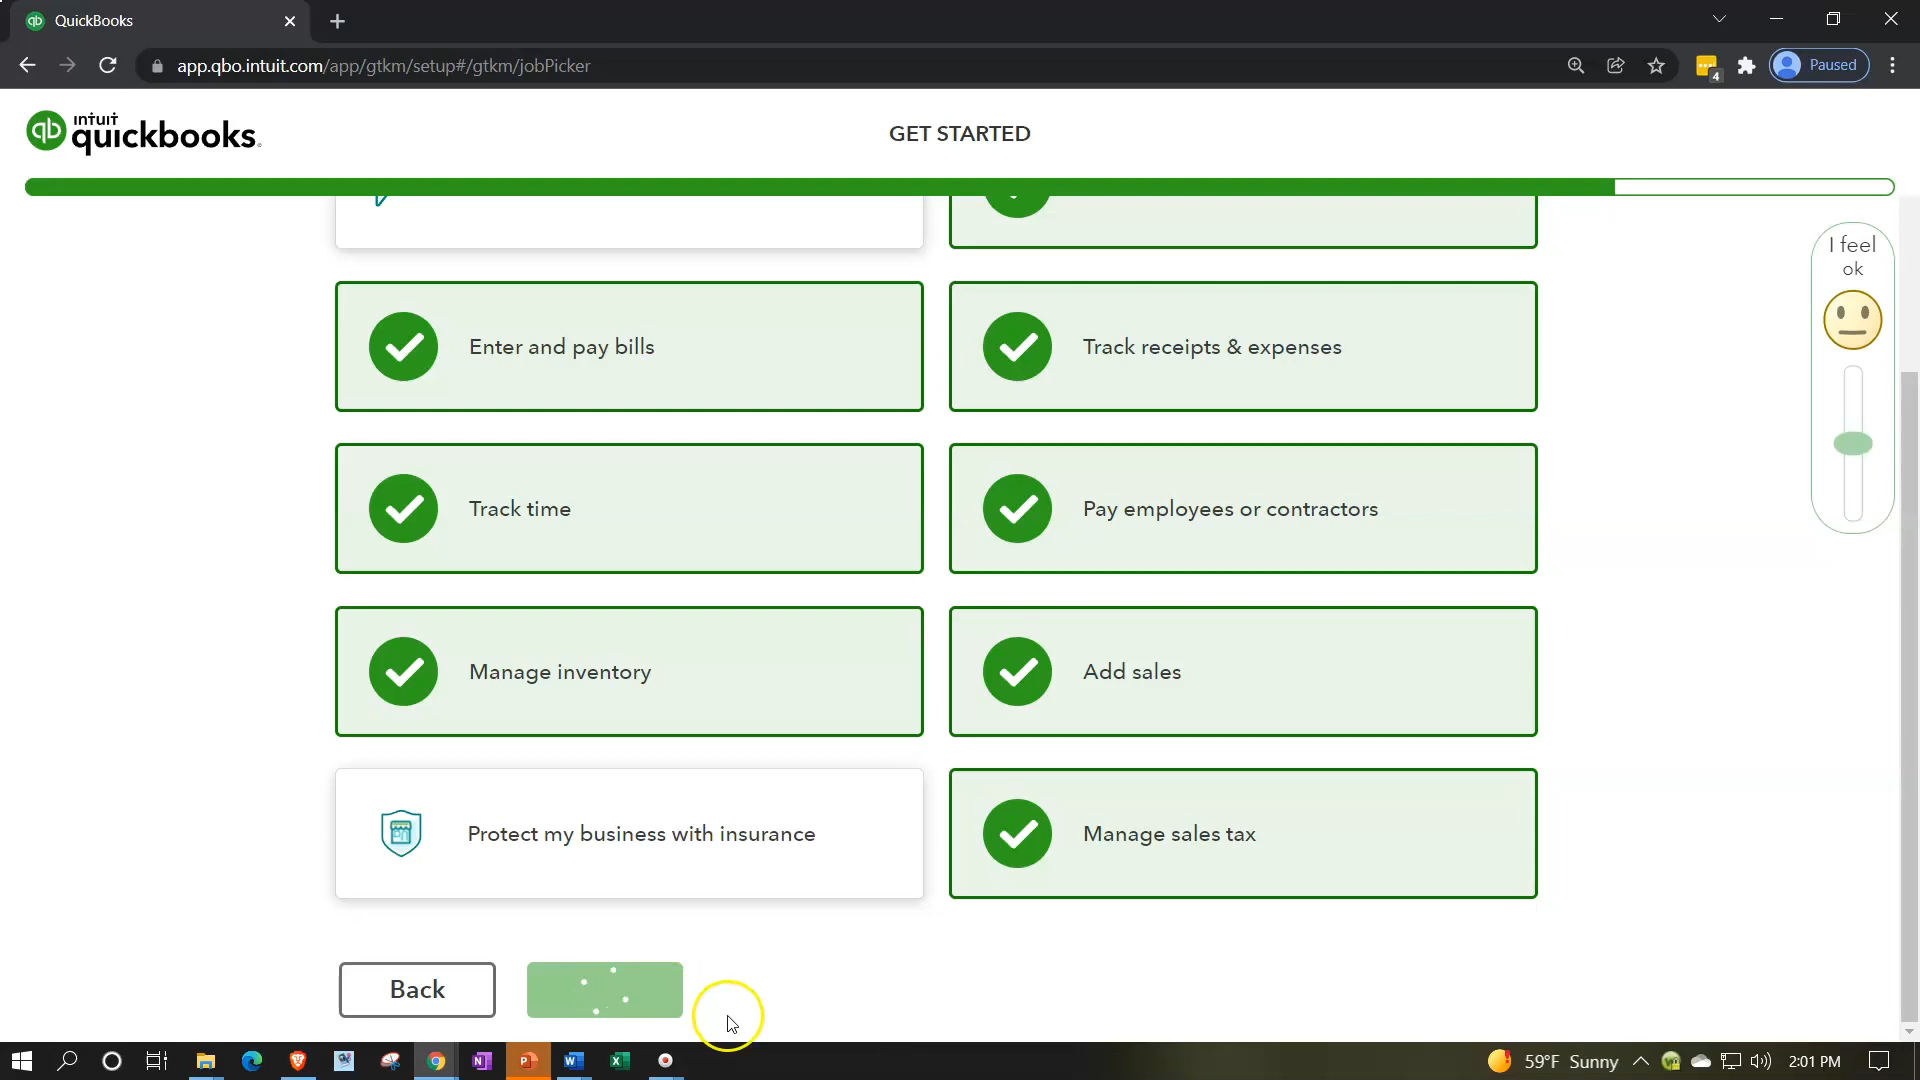 QuickBooks
app.qbo.intuit.com/app/gtkm/setup#/gtkm/jobPicker
4
Paused
qb intuit quickbooks.
GET STARTED
I feel
ok
Enter and pay bills
Track receipts & expenses
Track time
Pay employees or contractors
Manage inventory
Add sales
Protect my business with insurance
Manage sales tax
Back
59°F Sunny
2:01 PM